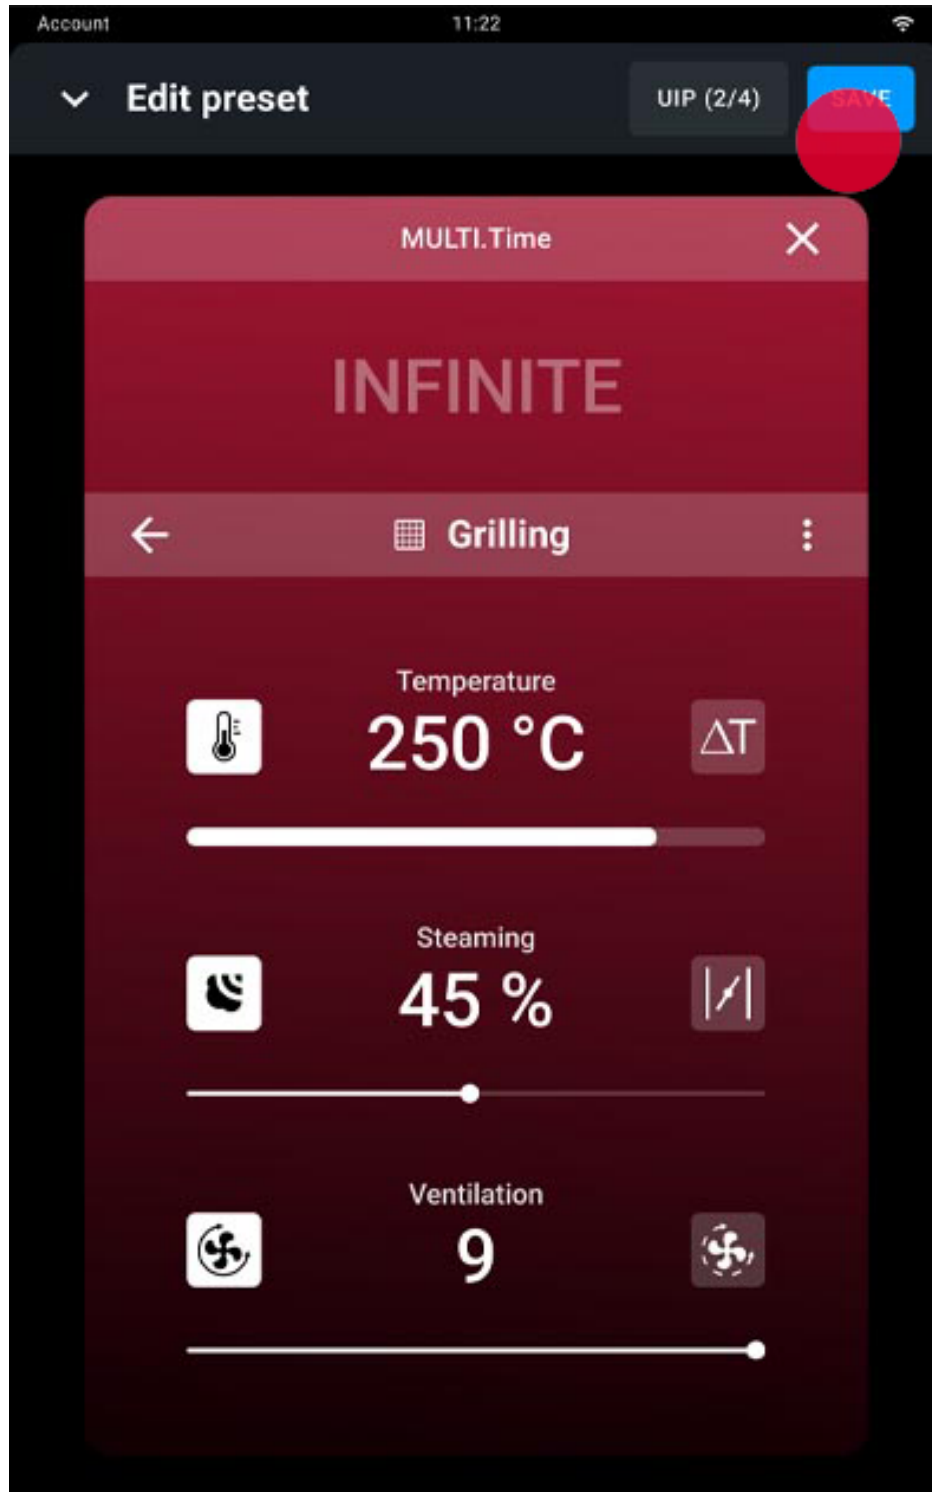 Account
11:22
Edit preset
UIP (2/4)
SAVE
MULTI.Time
INFINITE
Grilling
Temperature
250 °C
ΔT
Steaming
45 %
Ventilation
9